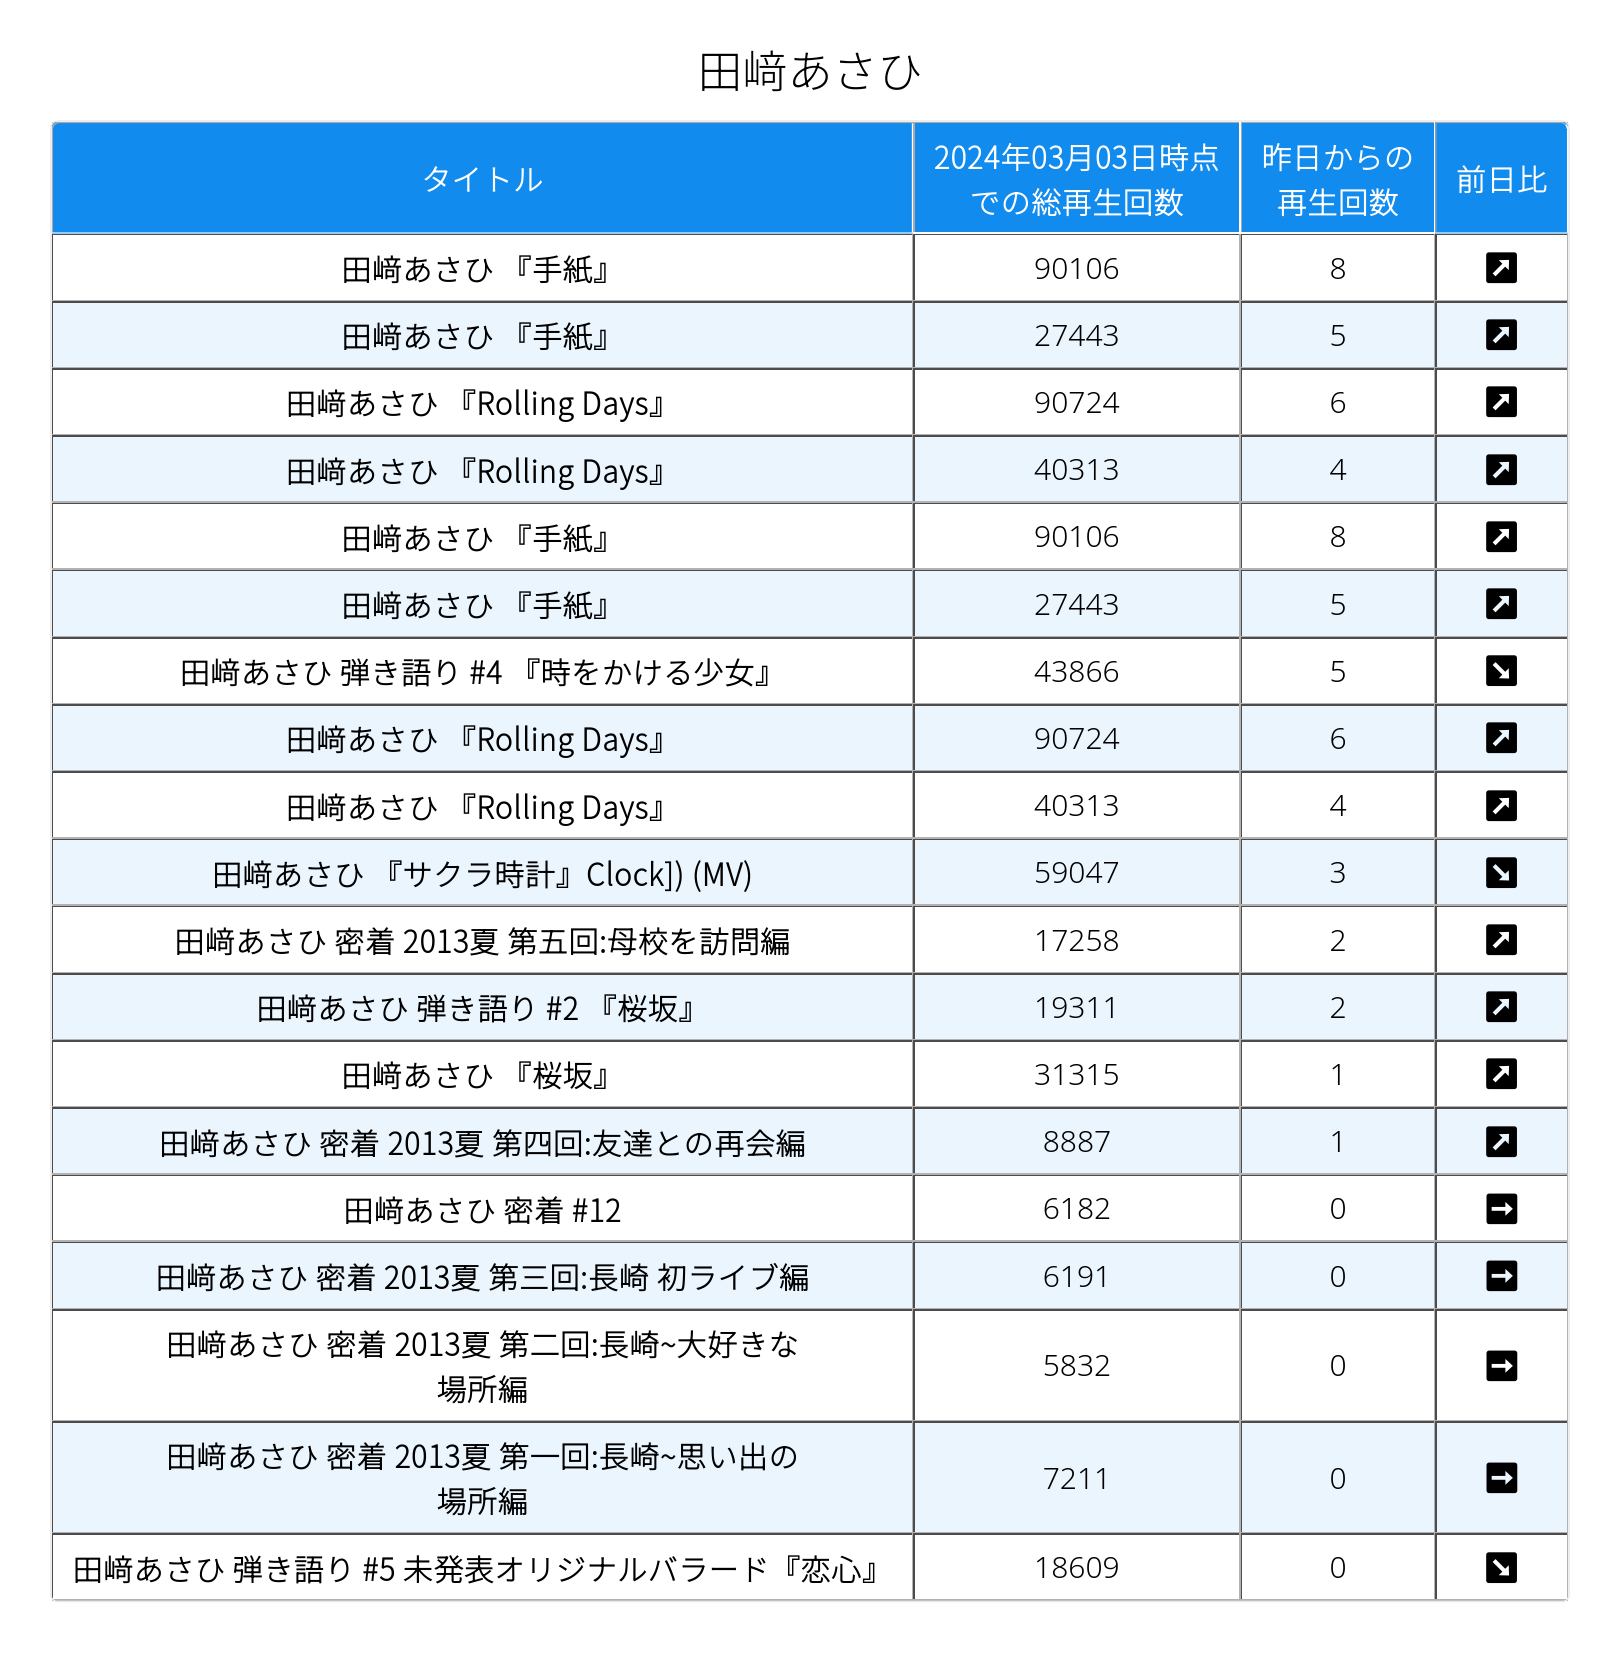 田﨑あさひ
タイトル 2024年03月03日時点 昨日からの 前日比
での総再生回数 再生回数
田﨑あさひ 『手紙』 90106 8 ↗
田﨑あさひ 『手紙』 27443 5 ↗
田﨑あさひ 『Rolling Days』 90724 6 ↗
田﨑あさひ 『Rolling Days』 40313 4 ↗
田﨑あさひ 『手紙』 90106 8 ↗
田﨑あさひ 『手紙』 27443 5 ↗
田﨑あさひ 弾き語り #4 『時をかける少女』 43866 5 ↘
田﨑あさひ 『Rolling Days』 90724 6 ↗
田﨑あさひ 『Rolling Days』 40313 4 ↗
田﨑あさひ 『サクラ時計』Clock]) (MV) 59047 3 ↘
田﨑あさひ 密着 2013夏 第五回:母校を訪問編 17258 2 ↗
田﨑あさひ 弾き語り #2 『桜坂』 19311 2 ↗
田﨑あさひ 『桜坂』 31315 1 ↗
田﨑あさひ 密着 2013夏 第四回:友達との再会編 8887 1 ↗
田﨑あさひ 密着 #12 6182 0 →
田﨑あさひ 密着 2013夏 第三回:長崎 初ライブ編 6191 0 →
田﨑あさひ 密着 2013夏 第二回:長崎~大好きな
場所編 5832 0 →
田﨑あさひ 密着 2013夏 第一回:長崎~思い出の
場所編 7211 0 →
田﨑あさひ 弾き語り #5 未発表オリジナルバラード『恋心』 18609 0 ↘